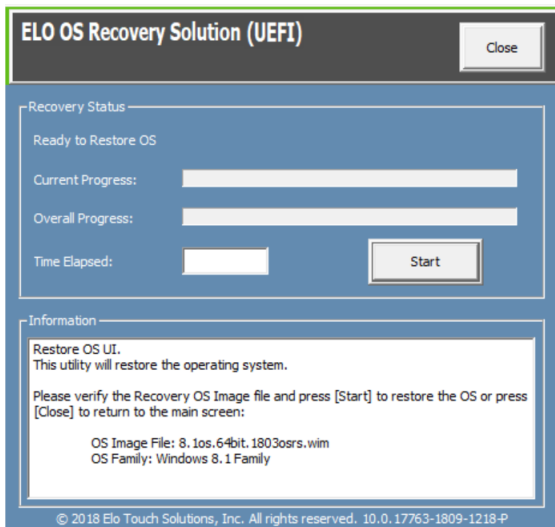 ELO OS Recovery Solution (UEFI)
Close
Recovery Status
Ready to Restore OS
Current Progress:
Overall Progress:
Time Elapsed:
Start
Information
Restore OS UI.
This utility will restore the operating system.
Please verify the Recovery OS Image file and press [Start] to restore the OS or press
[Close] to return to the main screen:
OS Image File: 8.1os.64bit.1803osrs.wim
OS Family: Windows 8.1 Family
© 2018 Elo Touch Solutions, Inc. All rights reserved. 10.0.17763-1809-1218-P